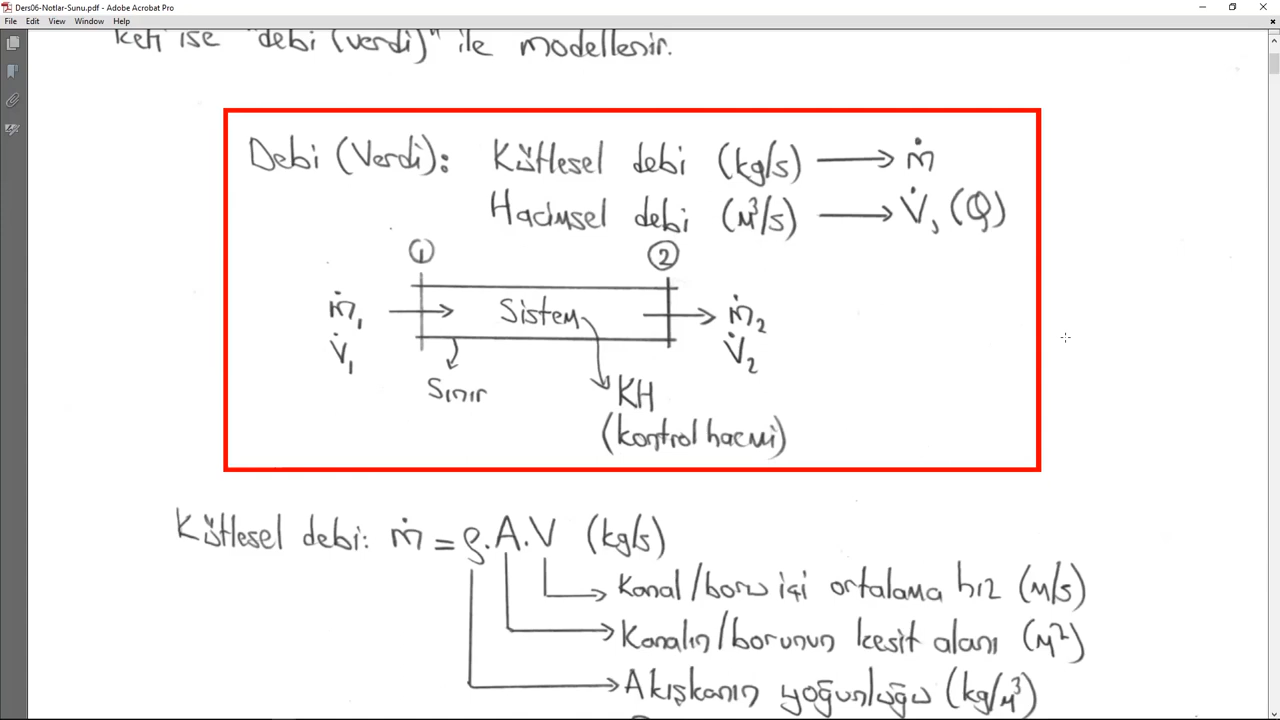 Ders06-Notlar-Sunu.pdf - Adobe Acrobat Pro
File Edit View Window Help
ise "debi (verdi)" ile modellenir.
Debi (Verdi): Kütlesel debi (kg/s) → ṁ
Hacimsel debi (m³/s) → V̇, (Q)
① ②
ṁ₁ → Sistem → ṁ₂
V̇₁ V̇₂
Sınır KH
(kontrol hacmi)
Kütlesel debi: ṁ = ρ.A.V (kg/s)
→ Kanal/boru içi ortalama hız (m/s)
→ Kanalın/borunun kesit alanı (m²)
→ Akışkanın yoğunluğu (kg/m³)